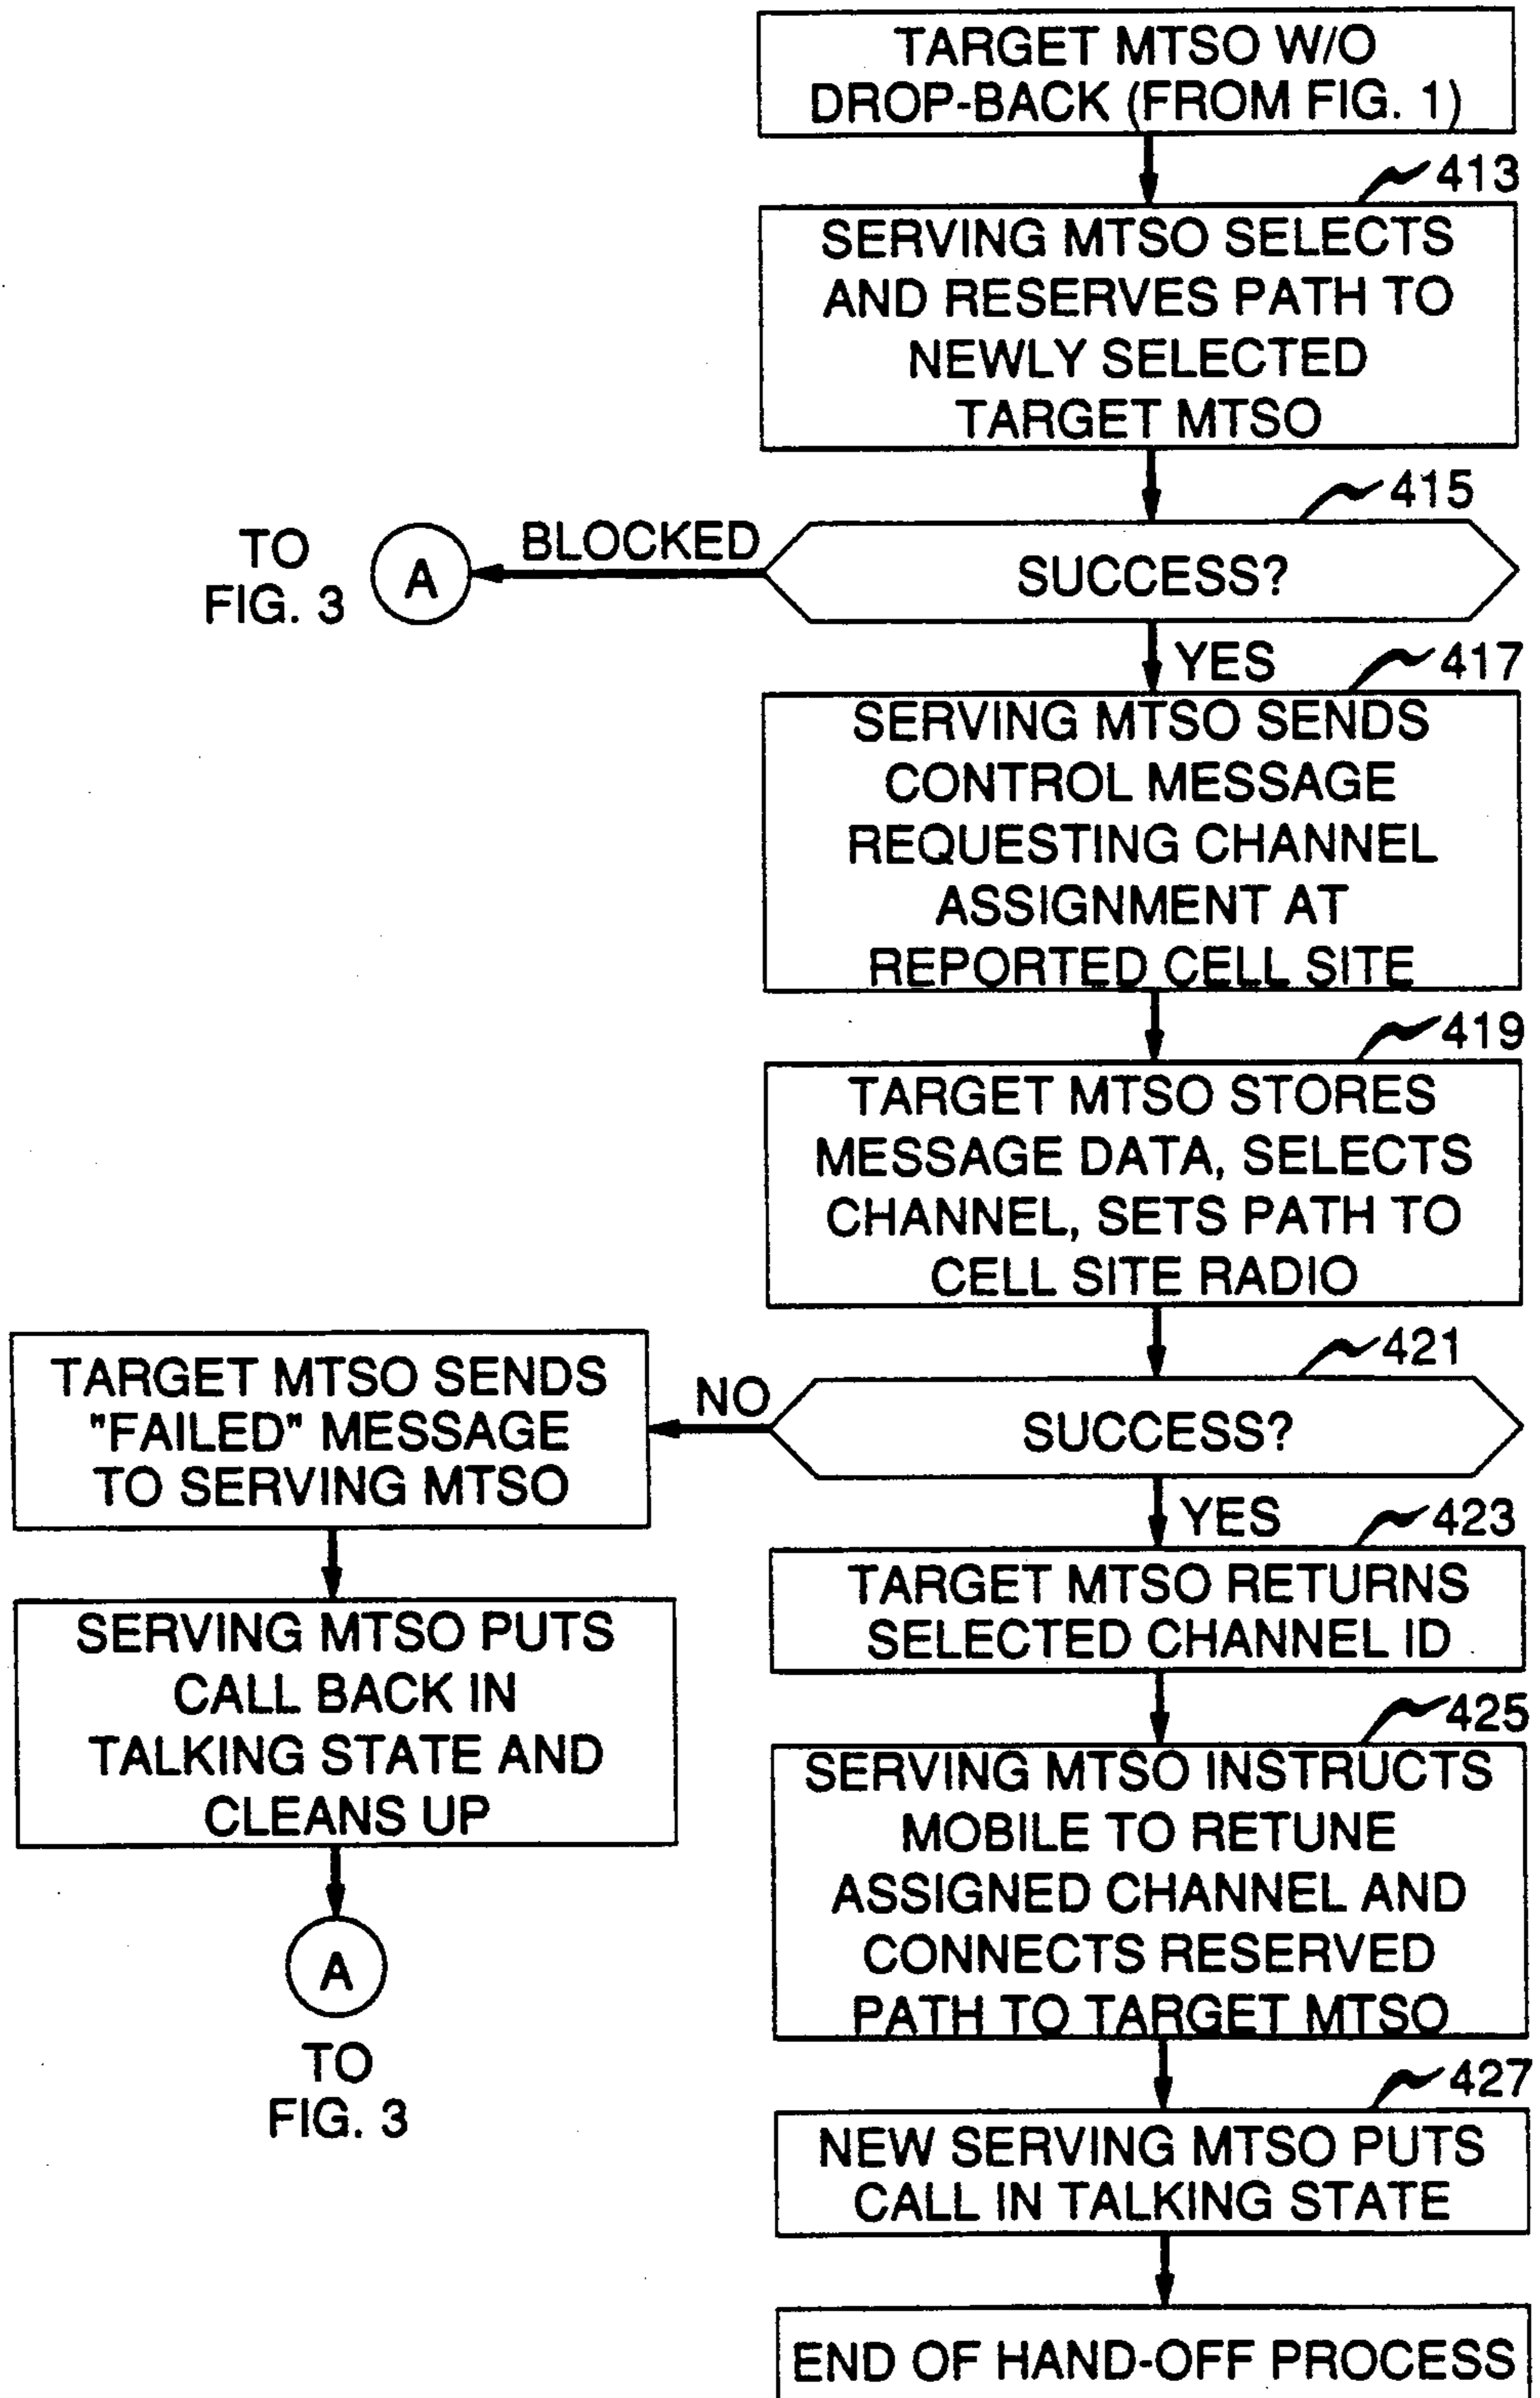 TARGET MTSO W/O
DROP-BACK (FROM FIG. 1)
413
SERVING MTSO SELECTS
AND RESERVES PATH TO
NEWLY SELECTED
TARGET MTSO
415
SUCCESS?
BLOCKED
A
TO
FIG. 3
YES
417
SERVING MTSO SENDS
CONTROL MESSAGE
REQUESTING CHANNEL
ASSIGNMENT AT
REPORTED CELL SITE
419
TARGET MTSO STORES
MESSAGE DATA, SELECTS
CHANNEL, SETS PATH TO
CELL SITE RADIO
421
SUCCESS?
NO
TARGET MTSO SENDS
"FAILED" MESSAGE
TO SERVING MTSO
SERVING MTSO PUTS
CALL BACK IN
TALKING STATE AND
CLEANS UP
A
TO
FIG. 3
YES
423
TARGET MTSO RETURNS
SELECTED CHANNEL ID
425
SERVING MTSO INSTRUCTS
MOBILE TO RETUNE
ASSIGNED CHANNEL AND
CONNECTS RESERVED
PATH TO TARGET MTSO
427
NEW SERVING MTSO PUTS
CALL IN TALKING STATE
END OF HAND-OFF PROCESS